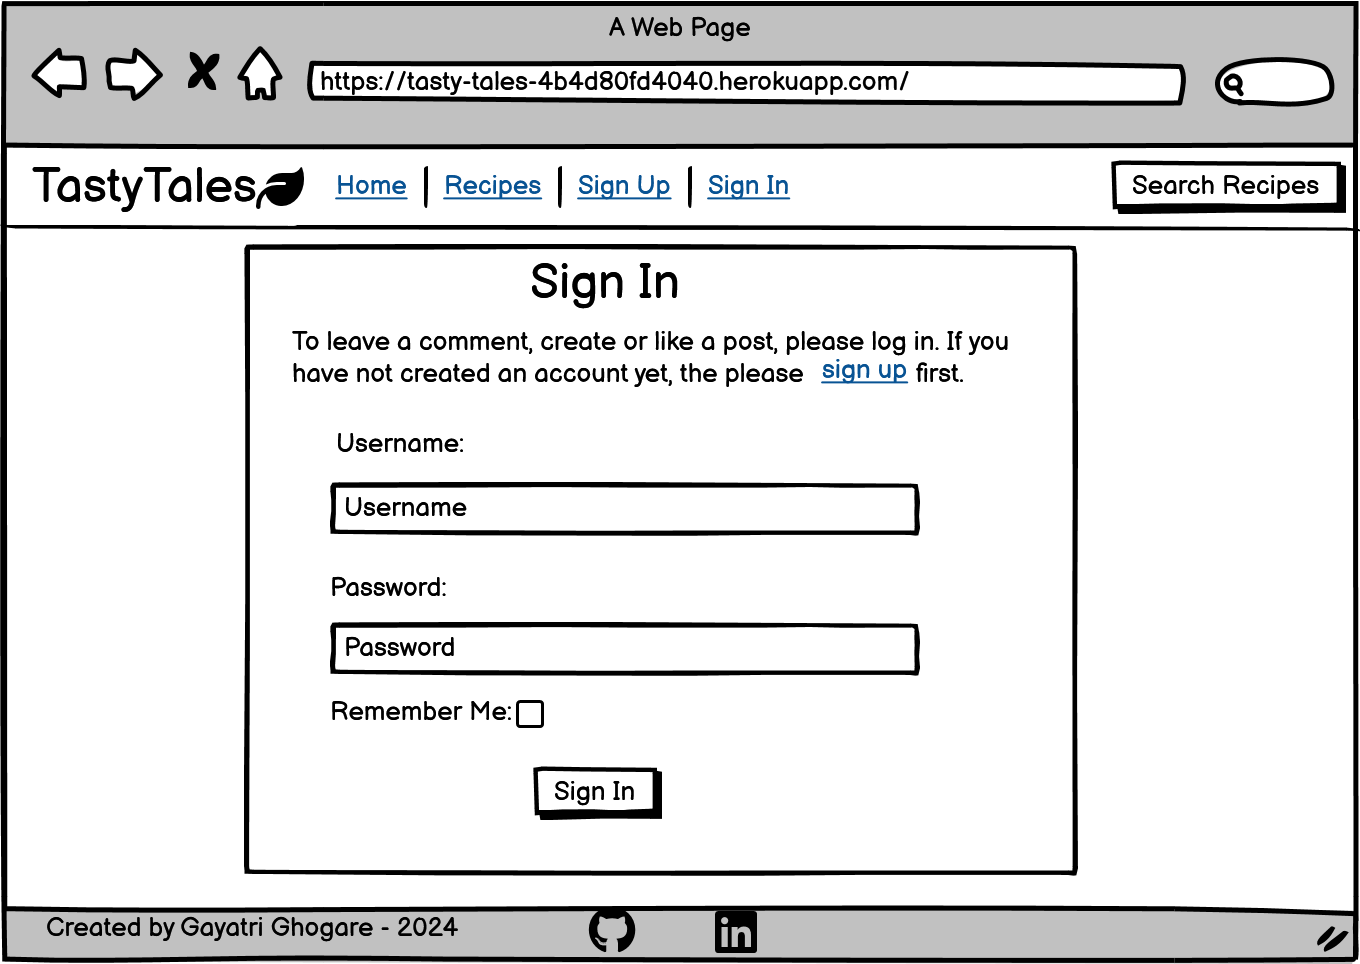 A Web Page
https://tasty-tales-4b4d80fd4040.herokuapp.com/
TastyTales Home Recipes Sign Up Sign In Search Recipes
Sign In
To leave a comment, create or like a post, please log in. If you
have not created an account yet, the please sign up first.
Username:
Username
Password:
Password
Remember Me:
Sign In
Created by Gayatri Ghogare - 2024 in